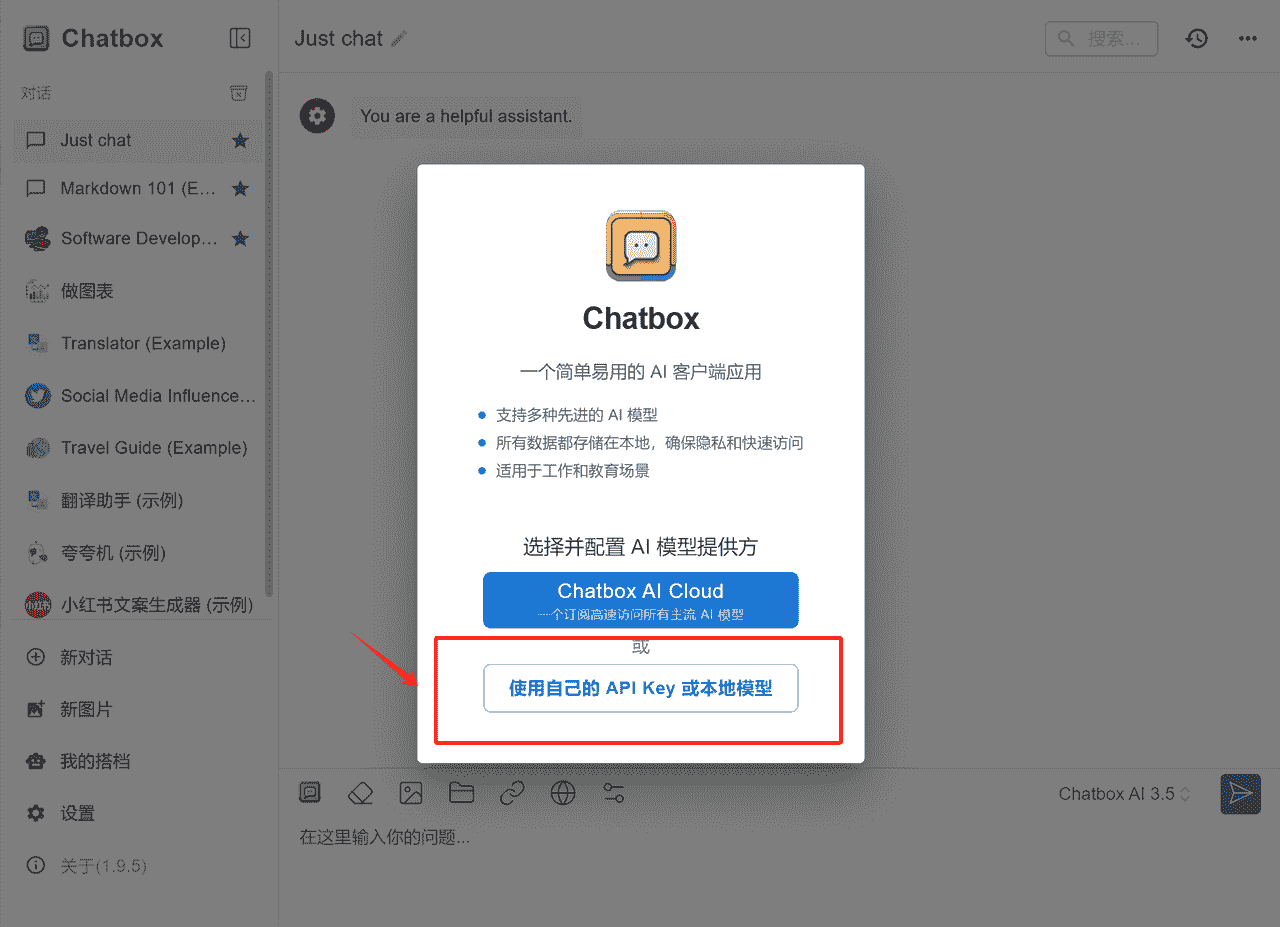 Chatbox
对话
Just chat
Markdown 101 (E...
Software Develop...
做图表
Translator (Example)
Social Media Influence...
Travel Guide (Example)
翻译助手 (示例)
夸夸机 (示例)
小红书文案生成器 (示例)
新对话
新图片
我的搭档
设置
关于(1.9.5)
Just chat
搜索...
You are a helpful assistant.
Chatbox
一个简单易用的 AI 客户端应用
支持多种先进的 AI 模型
所有数据都存储在本地，确保隐私和快速访问
适用于工作和教育场景
选择并配置 AI 模型提供方
Chatbox AI Cloud
一个订阅高速访问所有主流 AI 模型
或
使用自己的 API Key 或本地模型
Chatbox AI 3.5
在这里输入你的问题...